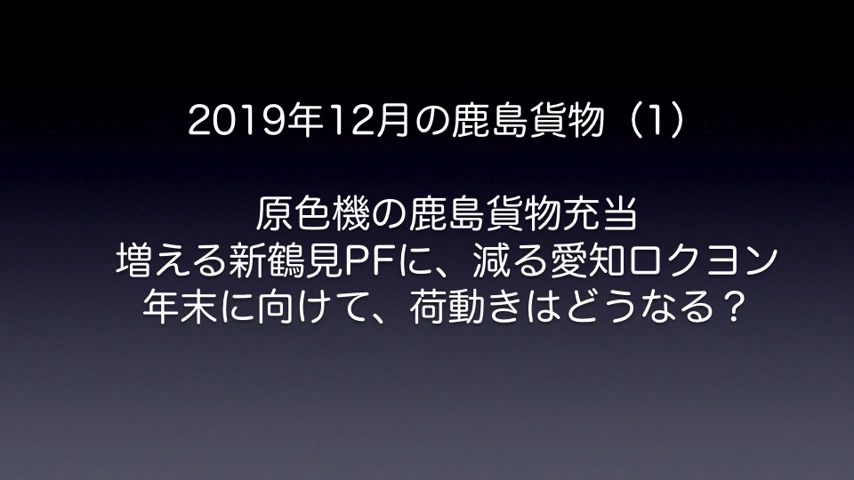 2019年12月の鹿島貨物（1）
原色機の鹿島貨物充当
増える新鶴見PFに、減る愛知ロクヨン
年末に向けて、荷動きはどうなる？